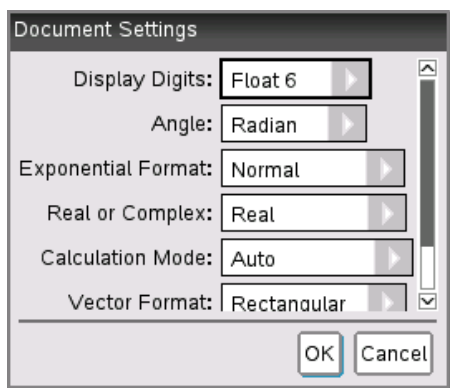 Document Settings
Display Digits: Float 6
Angle: Radian
Exponential Format: Normal
Real or Complex: Real
Calculation Mode: Auto
Vector Format: Rectangular
OK Cancel